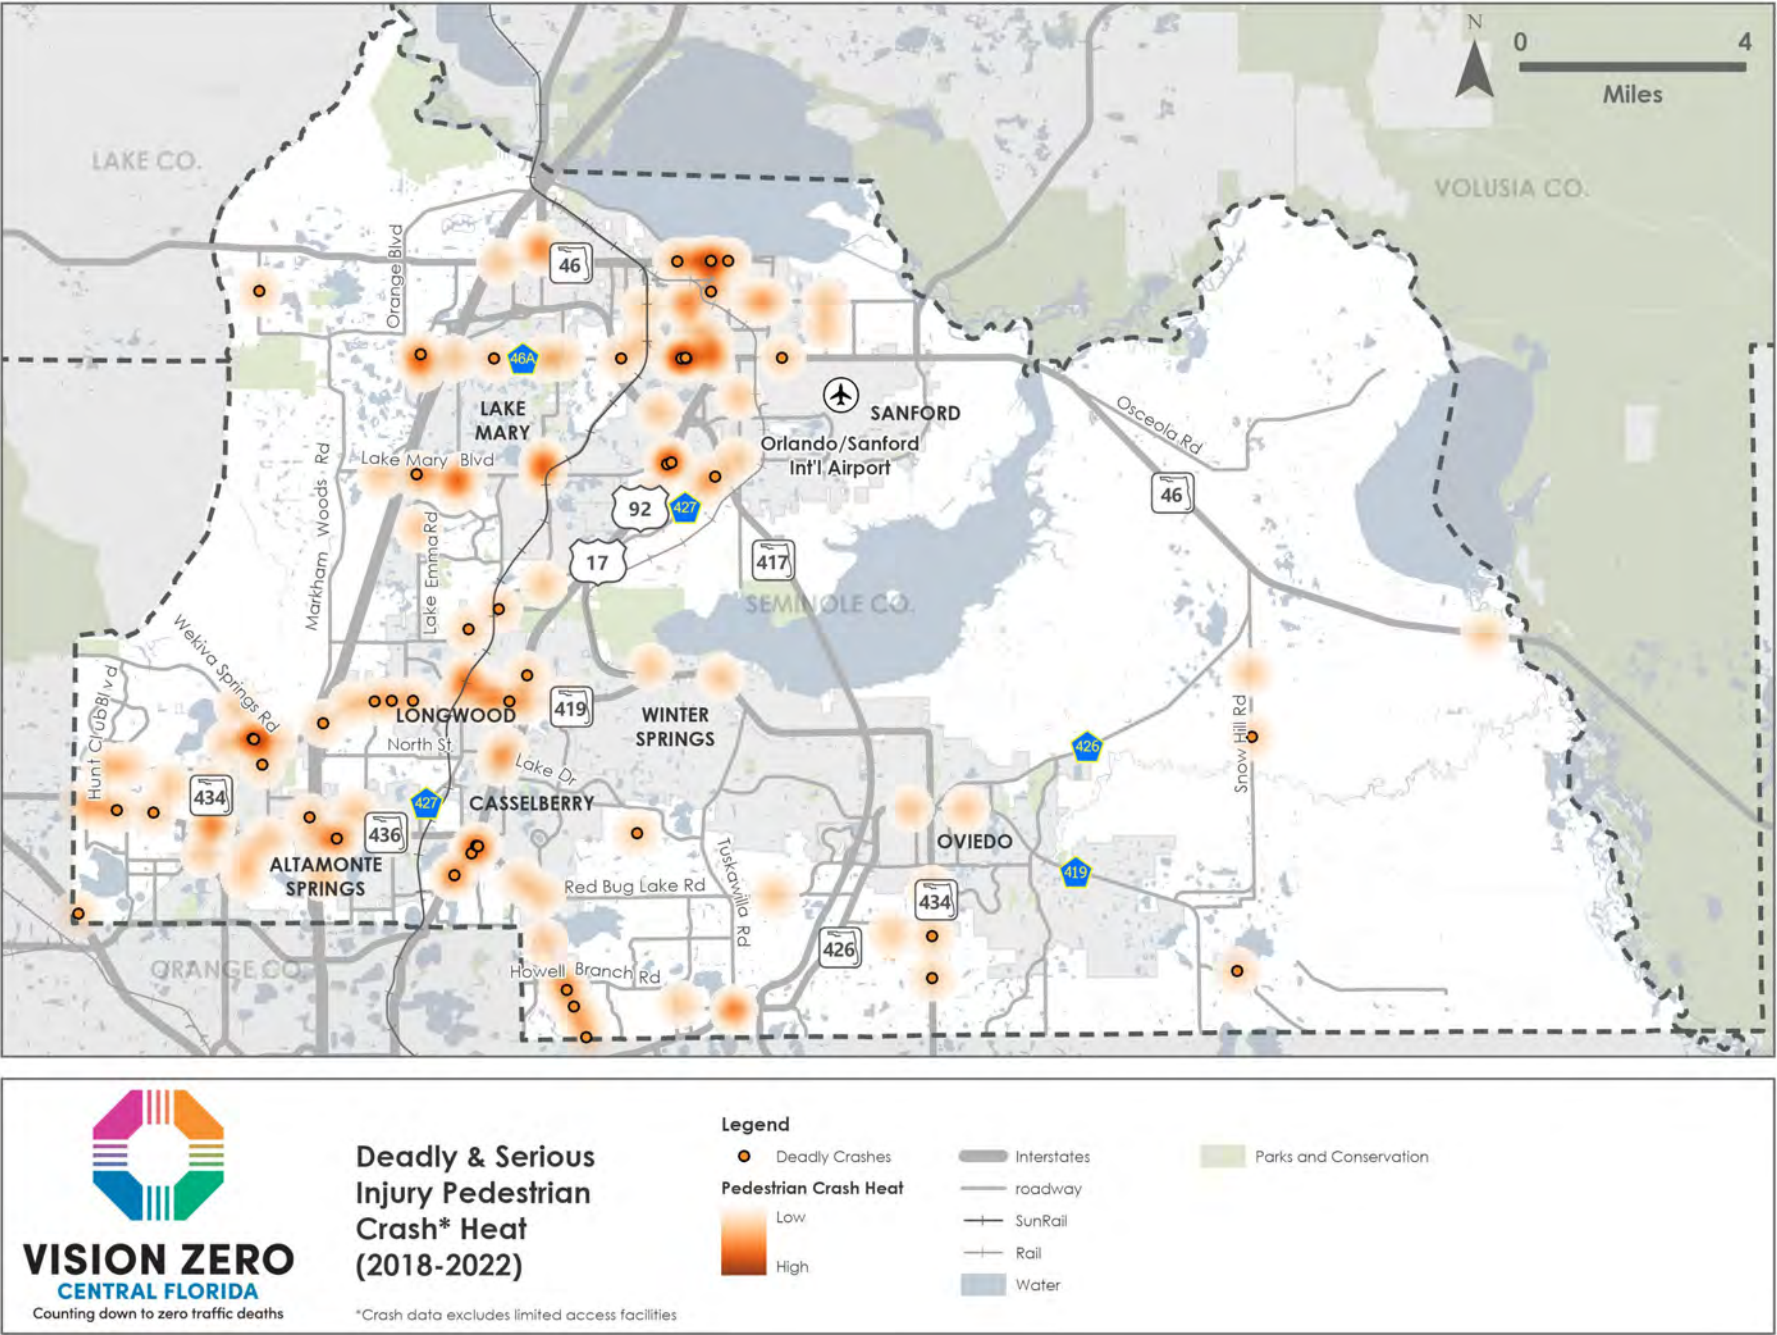 N
0 4
Miles
LAKE CO.
VOLUSIA CO.
Orange Blvd
46
46A
LAKE
MARY
SANFORD
Orlando/Sanford
Int'l Airport
Osceola Rd
46
Markham Woods Rd
Lake Mary Blvd
92
427
Lake Emma Rd
17
417
SEMINOLE CO.
Wekiva Springs Rd
Hunt Club Blvd
LONGWOOD
419
WINTER
SPRINGS
North St
Lake Dr
426
Snow Hill Rd
434
427
436
CASSELBERRY
OVIEDO
ALTAMONTE
SPRINGS
Red Bug Lake Rd
Tuskawilla Rd
419
434
426
ORANGE CO.
Howell Branch Rd
VISION ZERO
CENTRAL FLORIDA
Counting down to zero traffic deaths
Deadly & Serious
Injury Pedestrian
Crash* Heat
(2018-2022)
*Crash data excludes limited access facilities
Legend
Deadly Crashes
Pedestrian Crash Heat
Low
High
Interstates
roadway
SunRail
Rail
Water
Parks and Conservation